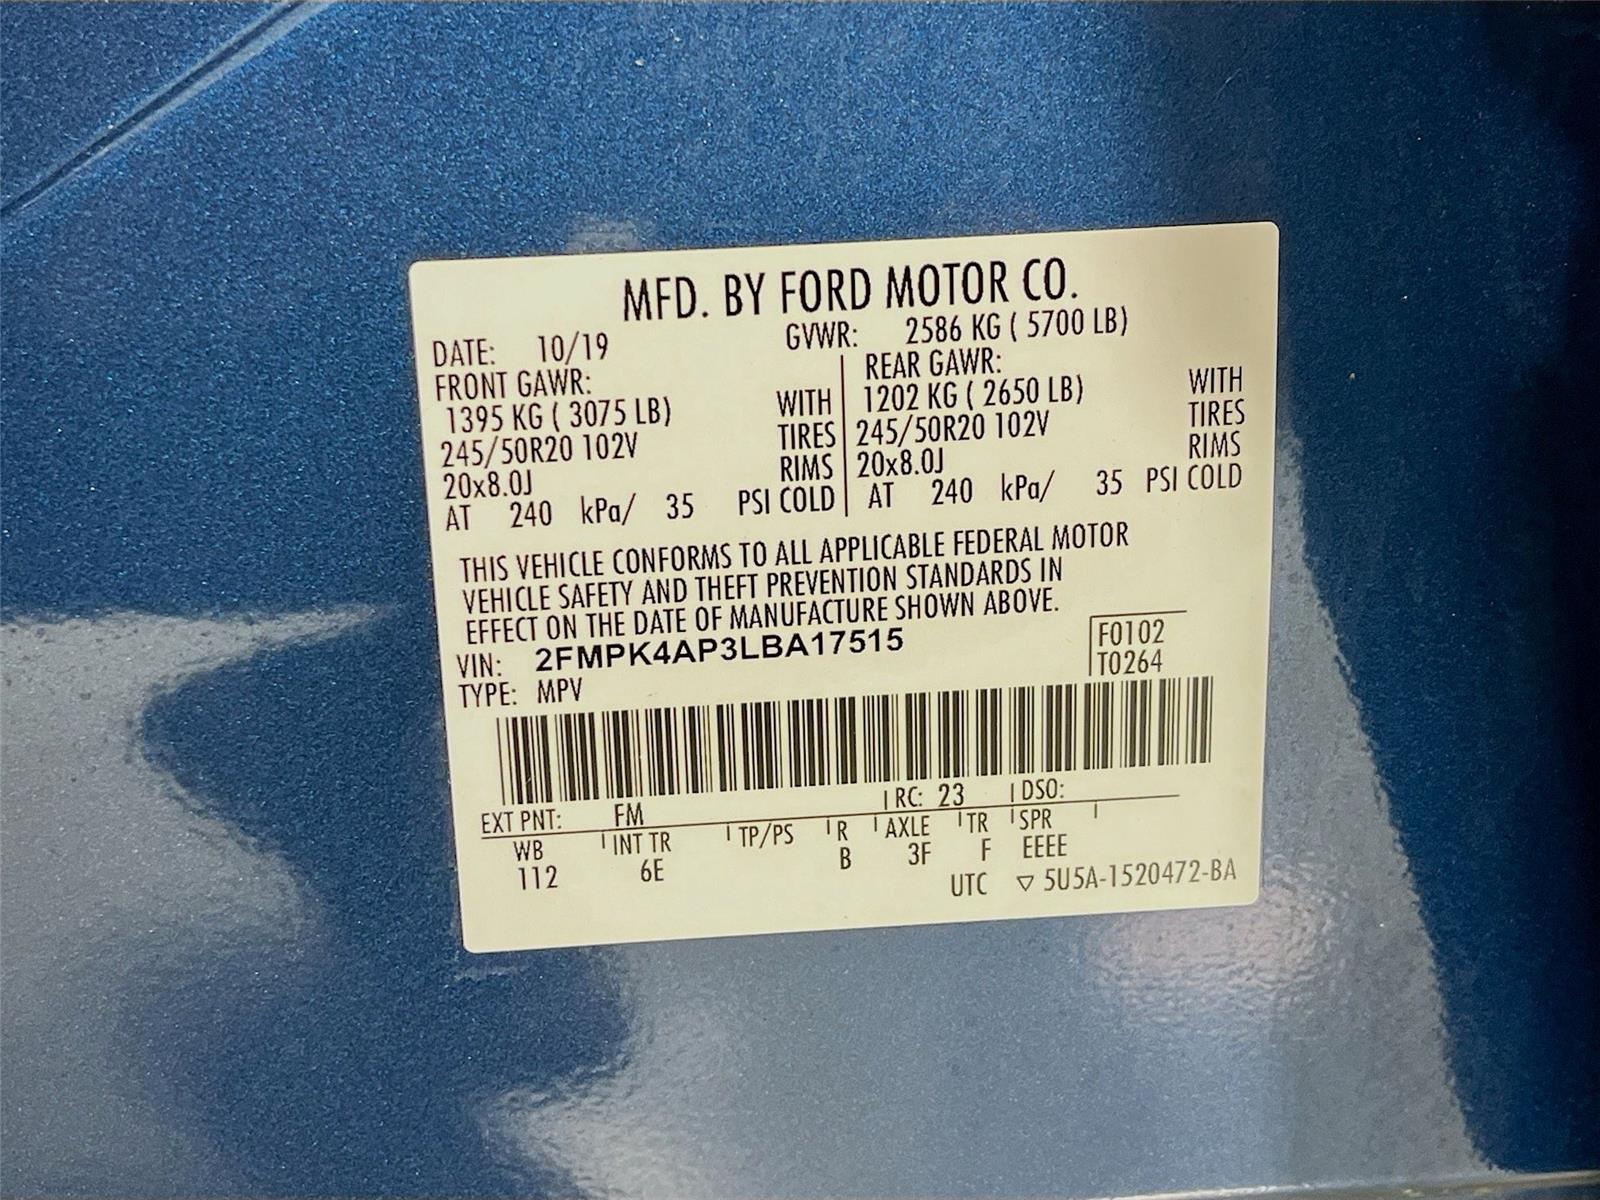 MFD. BY FORD MOTOR CO.
DATE: 10/19 GVWR: 2586 KG ( 5700 LB)
FRONT GAWR: REAR GAWR:
1395 KG ( 3075 LB) WITH 1202 KG ( 2650 LB) WITH
245/50R20 102V TIRES 245/50R20 102V TIRES
20x8.0J RIMS 20x8.0J RIMS
AT 240 kPa/ 35 PSI COLD AT 240 kPa/ 35 PSI COLD
THIS VEHICLE CONFORMS TO ALL APPLICABLE FEDERAL MOTOR
VEHICLE SAFETY AND THEFT PREVENTION STANDARDS IN
EFFECT ON THE DATE OF MANUFACTURE SHOWN ABOVE.
VIN: 2FMPK4AP3LBA17515 F0102
TYPE: MPV T0264
EXT PNT: FM RC: 23 DSO:
WB INT TR TP/PS R AXLE TR SPR
112 6E B 3F F EEEE
UTC ▽ 5U5A-1520472-BA